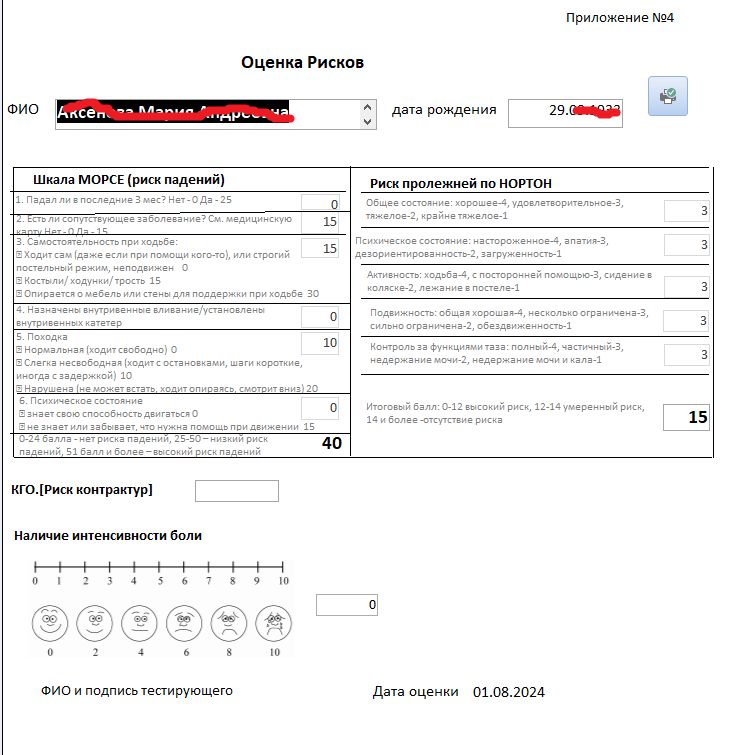 Приложение №4
Оценка Рисков
ФИО
дата рождения
Шкала МОРСЕ (риск падений)
1. Падал ли в последние 3 мес? Нет - 0 Да - 25
0
2. Есть ли сопутствующее заболевание? См. медицинскую
карту Нет - 0 Да - 15
15
3. Самостоятельность при ходьбе:
Ходит сам (даже если при помощи кого-то), или строгий
постельный режим, неподвижен 0
Костыли/ ходунки/ трость 15
Опирается о мебель или стены для поддержки при ходьбе 30
15
4. Назначены внутривенные вливание/установлены
внутривенных катетер
0
5. Походка
Нормальная (ходит свободно) 0
Слегка несвободная (ходит с остановками, шаги короткие,
иногда с задержкой) 10
Нарушена (не может встать, ходит опираясь, смотрит вниз) 20
10
6. Психическое состояние
знает свою способность двигаться 0
не знает или забывает, что нужна помощь при движении 15
0
0-24 балла - нет риска падений, 25-50 – низкий риск
падений, 51 балл и более – высокий риск падений
40
Риск пролежней по НОРТОН
Общее состояние: хорошее-4, удовлетворительное-3,
тяжелое-2, крайне тяжелое-1
3
Психическое состояние: настороженное-4, апатия-3,
дезориентированность-2, загруженность-1
3
Активность: ходьба-4, с посторонней помощью-3, сидение в
коляске-2, лежание в постеле-1
3
Подвижность: общая хорошая-4, несколько ограничена-3,
сильно ограничена-2, обездвиженность-1
3
Контроль за функциями таза: полный-4, частичный-3,
недержание мочи-2, недержание мочи и кала-1
3
Итоговый балл: 0-12 высокий риск, 12-14 умеренный риск,
14 и более -отсутствие риска
15
КГО.[Риск контрактур]
Наличие интенсивности боли
0 1 2 3 4 5 6 7 8 9 10
0 2 4 6 8 10
0
ФИО и подпись тестирующего
Дата оценки 01.08.2024